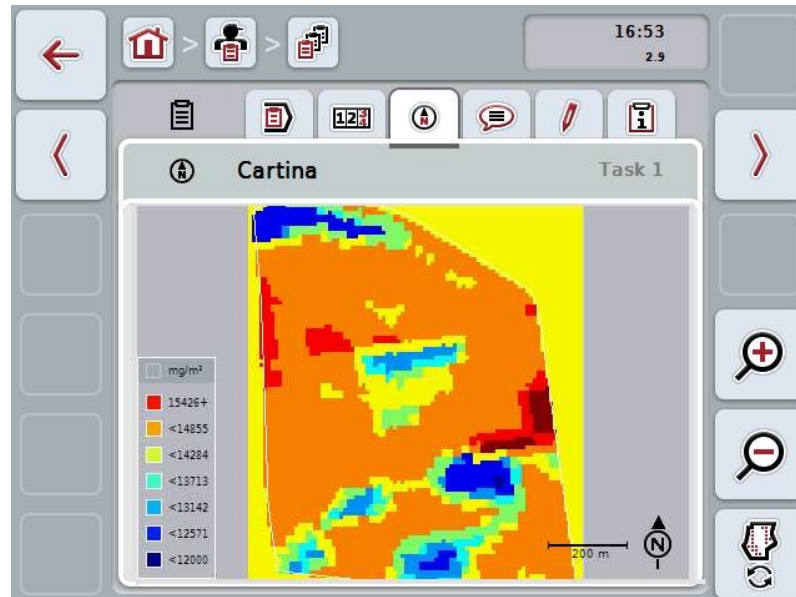 16:53
2.9
Cartina
Task 1
mg/m²
15426+
<14855
<14284
<13713
<13142
<12571
<12000
200 m
N